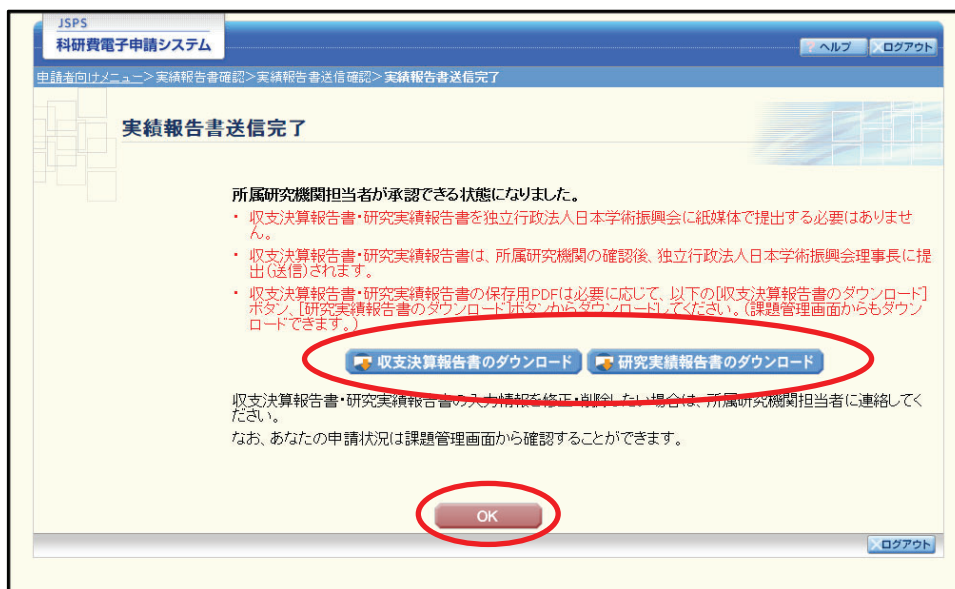 JSPS
科研費電子申請システム
? ヘルプ
ログアウト
申請者向けメニュー>実績報告書確認>実績報告書送信確認>実績報告書送信完了
実績報告書送信完了
所属研究機関担当者が承認できる状態になりました。
・ 収支決算報告書・研究実績報告書を独立行政法人日本学術振興会に紙媒体で提出する必要はありませ
ん。
・ 収支決算報告書・研究実績報告書は、所属研究機関の確認後、独立行政法人日本学術振興会理事長に提
出(送信)されます。
・ 収支決算報告書・研究実績報告書の保存用PDFは必要に応じて、以下の[収支決算報告書のダウンロード]
ボタン、[研究実績報告書のダウンロード]ボタンからダウンロードしてください。(課題管理画面からもダウン
ロードできます。)
収支決算報告書のダウンロード
研究実績報告書のダウンロード
収支決算報告書・研究実績報告書の入力情報を修正・削除したい場合は、所属研究機関担当者に連絡してく
ださい。
なお、あなたの申請状況は課題管理画面から確認することができます。
OK
ログアウト